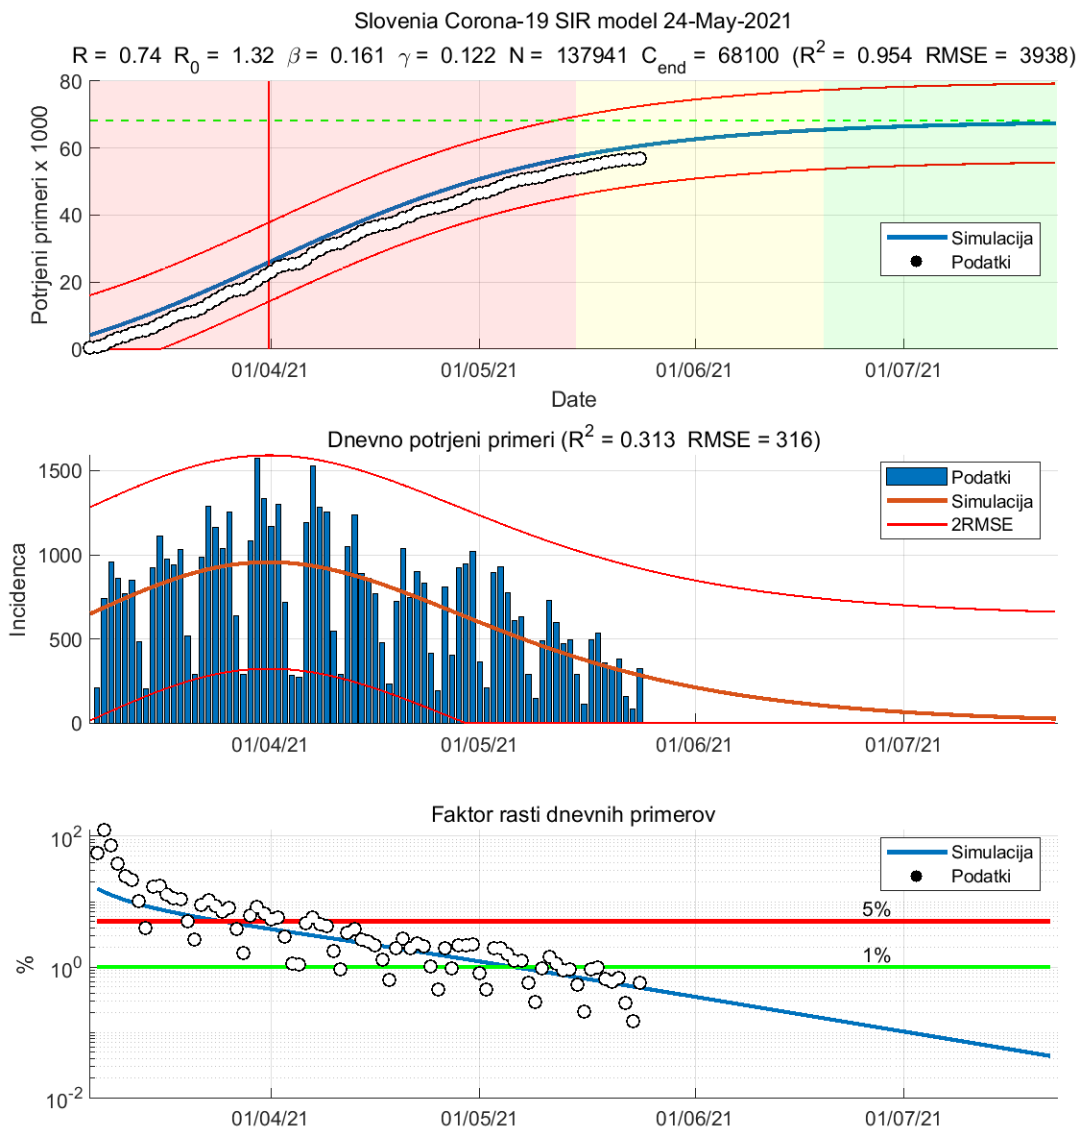 Slovenia Corona-19 SIR model 24-May-2021
R = 0.74 R0 = 1.32 β = 0.161 γ = 0.122 N = 137941 Cend = 68100 (R2 = 0.954 RMSE = 3938)
Potrjeni primeri x 1000
80
60
40
20
0
Simulacija
Podatki
01/04/21 01/05/21 01/06/21 01/07/21
Date
Dnevno potrjeni primeri (R2 = 0.313 RMSE = 316)
Incidenca
1500
1000
500
0
Podatki
Simulacija
2RMSE
01/04/21 01/05/21 01/06/21 01/07/21
Faktor rasti dnevnih primerov
%
10^2
10^0
10^-2
Simulacija
Podatki
5%
1%
01/04/21 01/05/21 01/06/21 01/07/21